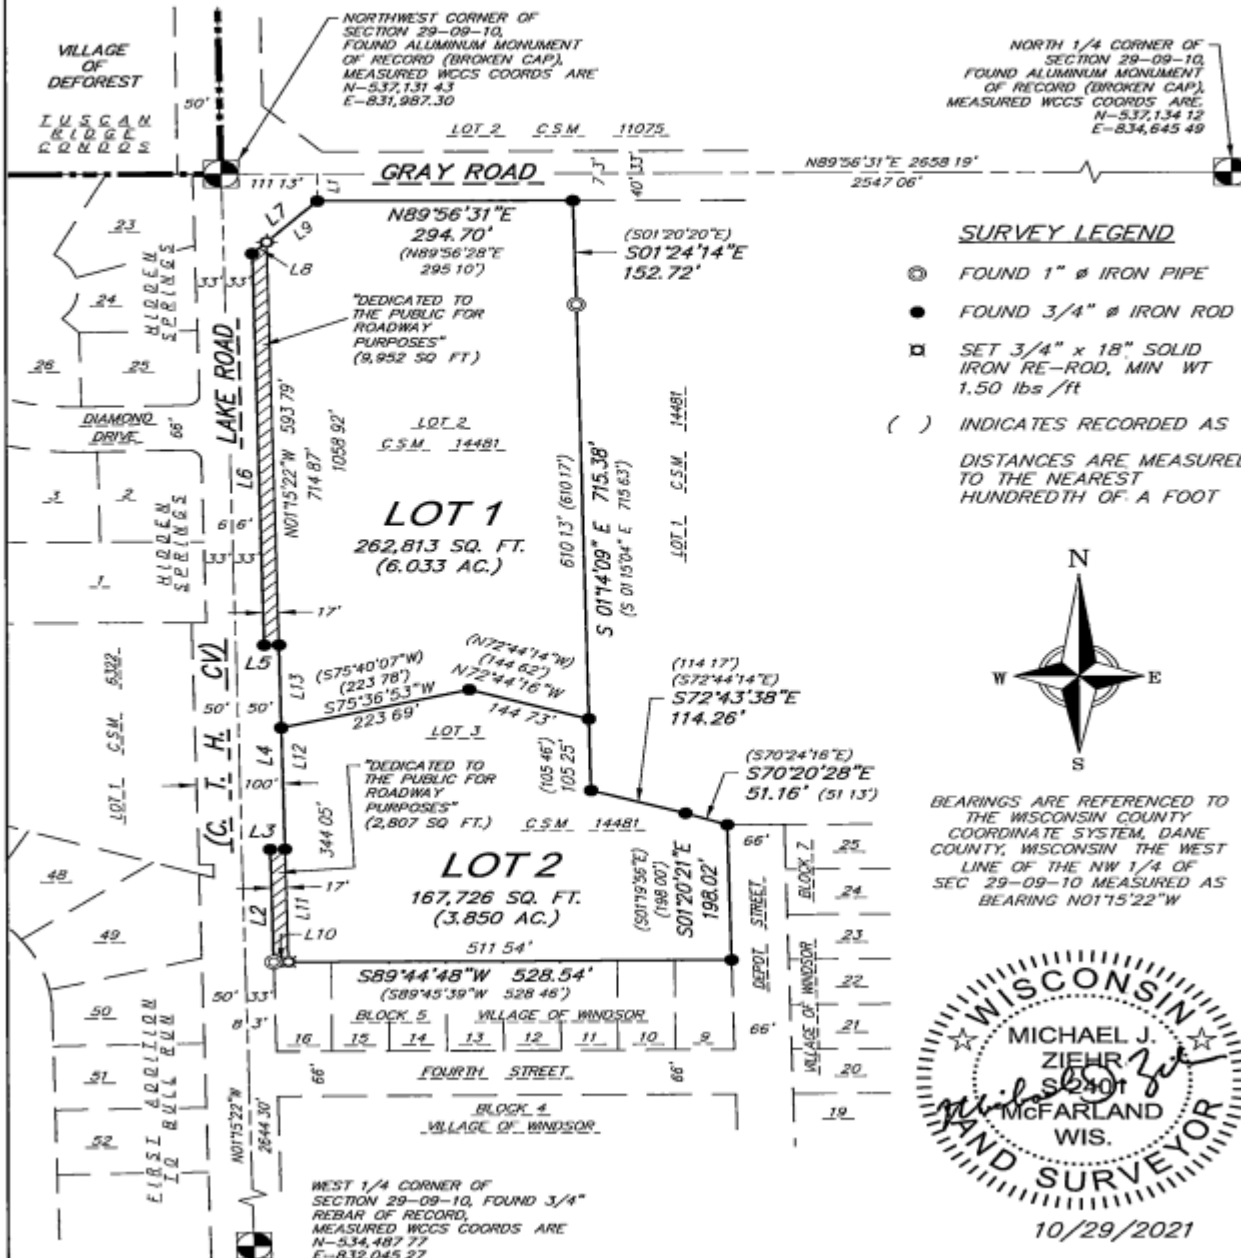 VILLAGE
OF
DEFOREST
TUSCAN
RIDGE
CONDOS
50'
NORTHWEST CORNER OF
SECTION 29-09-10,
FOUND ALUMINUM MONUMENT
OF RECORD (BROKEN CAP),
MEASURED WCCS COORDS ARE
N-537,131 43
E-831,987.30
NORTH 1/4 CORNER OF
SECTION 29-09-10,
FOUND ALUMINUM MONUMENT
OF RECORD (BROKEN CAP),
MEASURED WCCS COORDS ARE,
N-537,134 12
E-834,645 49
LOT 2 C S M 11075
GRAY ROAD
111 13'
L1
7 3'
40' 33'
N89°56'31"E 2658 19'
2547 06'
L7
L9
L8
N89°56'31"E
294.70'
(N89°56'28"E
295 10')
(S01°20'20"E)
S01°24'14"E
152.72'
23
24
25
26
HIDDEN
SPRINGS
33' 33'
"DEDICATED TO
THE PUBLIC FOR
ROADWAY
PURPOSES"
(9,952 SQ FT)
SURVEY LEGEND
FOUND 1" ø IRON PIPE
FOUND 3/4" ø IRON ROD
SET 3/4" x 18" SOLID
IRON RE-ROD, MIN WT
1.50 lbs /ft
( ) INDICATES RECORDED AS
DISTANCES ARE MEASURED
TO THE NEAREST
HUNDREDTH OF A FOOT
LAKE ROAD
DIAMOND
DRIVE
66'
L6
N01°15'22"W 593 79'
714 87'
1058 92'
LOT 2
C S M 14481
LOT 1
262,813 SQ. FT.
(6.033 AC.)
610 13' (610 17')
S 01°14'09" E 715.38'
(S 01 15'04" E 715 63')
LOT 1 C S M 14481
3
2
1
HIDDEN
SPRINGS
6 6'
33' 33'
17'
L5
L13
(C. T. H. CV)
50' 50'
LOT 1 C S M 6322
(S75°40'07"W)
(223 78')
S75°36'53"W
223 69'
(N72°44'14"W)
(144 62')
N72°44'16"W
144 73'
LOT 3
L4
L12
100'
L3
344 05'
"DEDICATED TO
THE PUBLIC FOR
ROADWAY
PURPOSES"
(2,807 SQ FT.)
C S M 14481
(105 46')
105 25'
(114 17')
(S72°44'14"E)
S72°43'38"E
114.26'
(S70°24'16"E)
S70°20'28"E
51.16' (51 13')
N
W
E
S
BEARINGS ARE REFERENCED TO
THE WISCONSIN COUNTY
COORDINATE SYSTEM, DANE
COUNTY, WISCONSIN THE WEST
LINE OF THE NW 1/4 OF
SEC 29-09-10 MEASURED AS
BEARING N01°15'22"W
LOT 2
167,726 SQ. FT.
(3.850 AC.)
17'
L2
L11
L10
(S01°19'56"E)
(198 00')
S01°20'21"E
198.02'
66'
DEPOT STREET
BLOCK 7
VILLAGE OF WINDSOR
25
24
23
22
21
20
19
511 54'
S89°44'48"W 528.54'
(S89°45'39"W 528 46')
48
49
50
51
52
FIRST ADDITION
TO BULL RUN
50' 33'
8 3'
BLOCK 5 VILLAGE OF WINDSOR
16 15 14 13 12 11 10 9
66'
66'
66'
FOURTH STREET
BLOCK 4
VILLAGE OF WINDSOR
N01°15'22"W
2644 30'
WEST 1/4 CORNER OF
SECTION 29-09-10, FOUND 3/4"
REBAR OF RECORD,
MEASURED WCCS COORDS ARE
N-534,487 77
E-832,045 27
WISCONSIN
MICHAEL J.
ZIEHR
S-2401
McFARLAND
WIS.
LAND SURVEYOR
10/29/2021